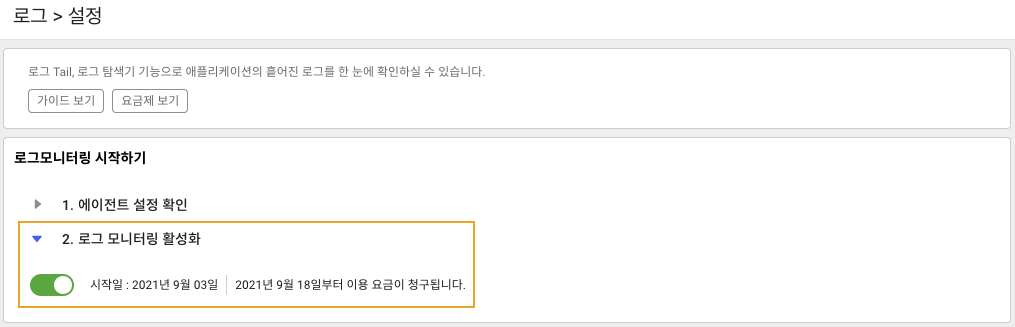 로그 > 설정
로그 Tail, 로그 탐색기 기능으로 애플리케이션의 흩어진 로그를 한 눈에 확인하실 수 있습니다.
가이드 보기 요금제 보기
로그모니터링 시작하기
1. 에이전트 설정 확인
2. 로그 모니터링 활성화
시작일 : 2021년 9월 03일 2021년 9월 18일부터 이용 요금이 청구됩니다.